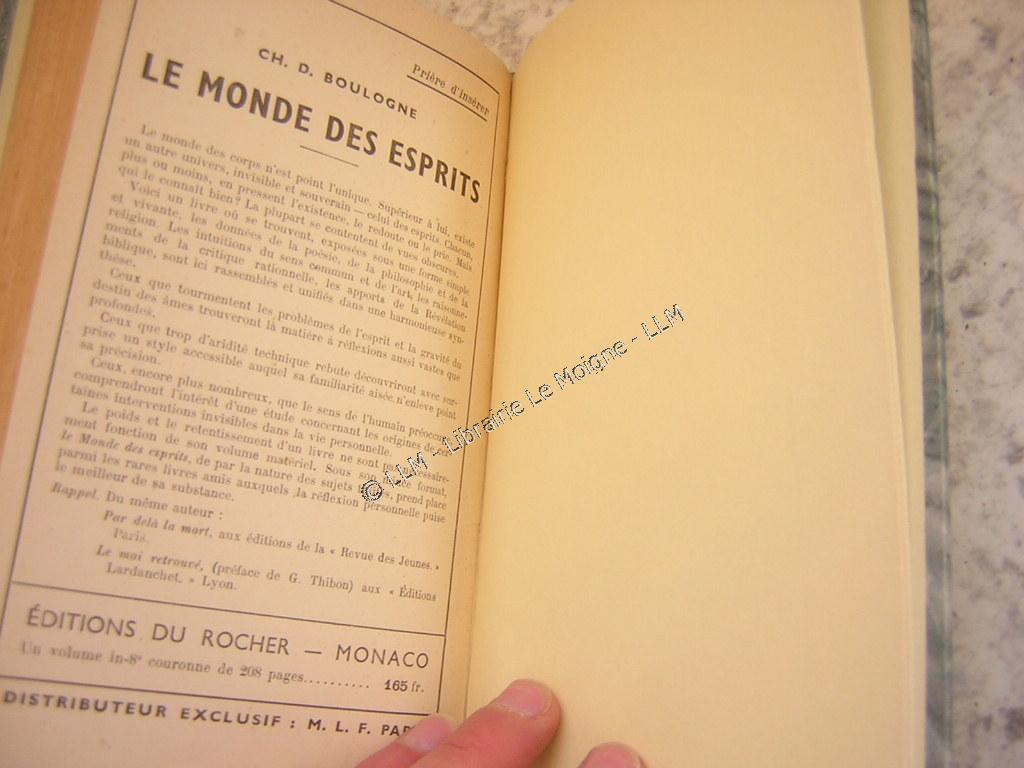 Prière d'insérer
CH. D. BOULOGNE
LE MONDE DES ESPRITS
Le monde des corps n'est point l'unique. Supérieur à lui, existe
un autre univers, invisible et souverain — celui des esprits. Chacun,
plus ou moins, en pressent l'existence, le redoute ou le prie. Mais
qui le connaît bien? La plupart se contentent de vues obscures.
Voici un livre où se trouvent, exposées sous une forme simple
et vivante, les données de la poésie, de la philosophie et de la
religion. Les intuitions du sens commun et de l'art, les raisonne-
ments de la critique rationnelle, les apports de la Révélation
biblique, sont ici rassemblés et unifiés dans une harmonieuse syn-
thèse.
Ceux que tourmentent les problèmes de l'esprit et la gravité du
destin des âmes trouveront là matière à réflexions aussi vastes que
profondes.
Ceux que trop d'aridité technique rebute découvriront avec sur-
prise un style accessible auquel sa familiarité aisée n'enlève point
sa précision.
Ceux, encore plus nombreux, que le sens de l'humain préoccupe
comprendront l'intérêt d'une étude concernant les origines de cer-
taines interventions invisibles dans la vie personnelle.
Le poids et le retentissement d'un livre ne sont pas nécessaire-
ment fonction de son volume matériel. Sous son format,
le Monde des esprits, de par la nature des sujets prend place
parmi les rares livres amis auxquels la réflexion personnelle puise
le meilleur de sa substance.
Rappel. Du même auteur :
Par delà la mort, aux éditions de la « Revue des Jeunes. »
Paris.
Le moi retrouvé, (préface de G. Thibon) aux « Éditions
Lardanchet. » Lyon.
ÉDITIONS DU ROCHER — MONACO
Un volume in-8° couronne de 208 pages.......... 165 fr.
DISTRIBUTEUR EXCLUSIF : M. L. F. PAR
© LLM - Librairie Le Moigne - LLM